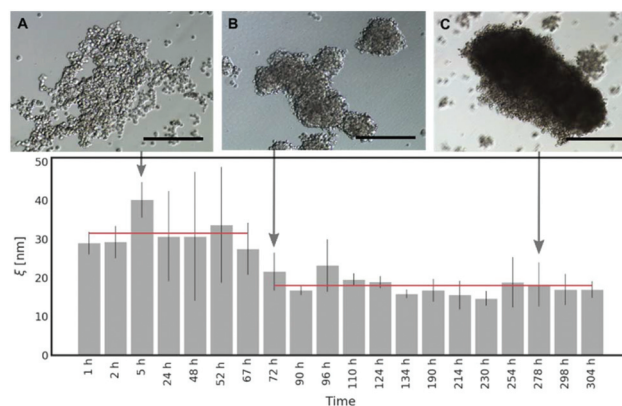 A
B
C
50
40
30
20
10
0
ξ [nm]
1 h
2 h
5 h
24 h
48 h
52 h
67 h
72 h
90 h
96 h
110 h
124 h
134 h
190 h
214 h
230 h
254 h
278 h
298 h
304 h
Time